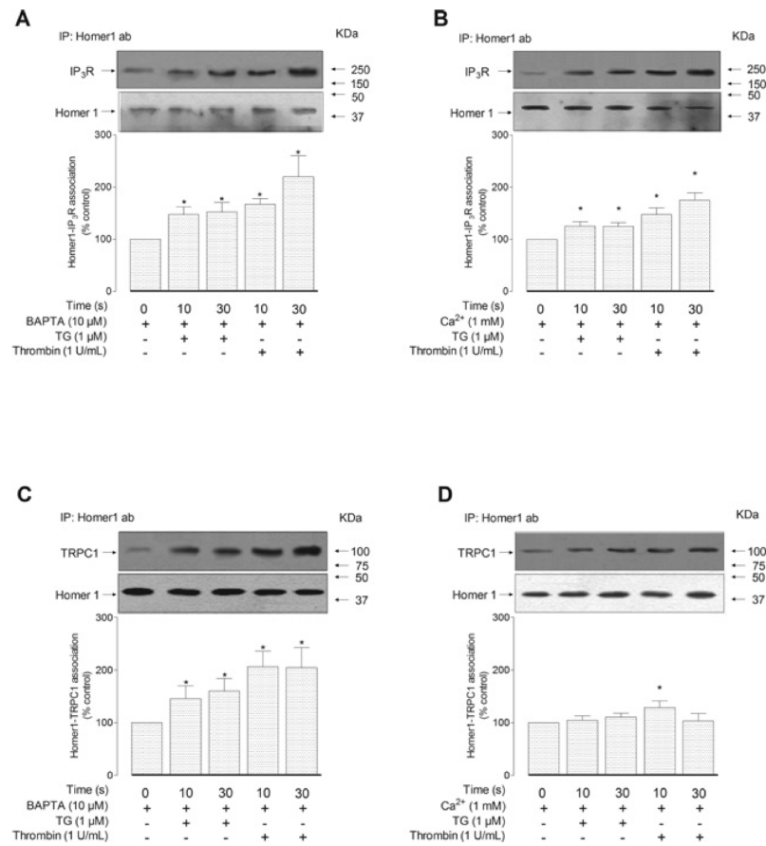 A
IP: Homer1 ab
KDa
IP3R
250
150
50
Homer 1
37
Homer1-IP3R association
(% control)
300
200
100
0
* * * *
Time (s) 0 10 30 10 30
BAPTA (10 µM) + + + + +
TG (1 µM) - + + - -
Thrombin (1 U/mL) - - - + +
B
IP: Homer1 ab
KDa
IP3R
250
150
50
Homer 1
37
Homer1-IP3R association
(% control)
300
200
100
0
* * * *
Time (s) 0 10 30 10 30
Ca2+ (1 mM) + + + + +
TG (1 µM) - + + - -
Thrombin (1 U/mL) - - - + +
C
IP: Homer1 ab
KDa
TRPC1
100
75
50
Homer 1
37
Homer1-TRPC1 association
(% control)
300
200
100
0
* * * *
Time (s) 0 10 30 10 30
BAPTA (10 µM) + + + + +
TG (1 µM) - + + - -
Thrombin (1 U/mL) - - - + +
D
IP: Homer1 ab
KDa
TRPC1
100
75
50
Homer 1
37
Homer1-TRPC1 association
(% control)
300
200
100
0
*
Time (s) 0 10 30 10 30
Ca2+ (1 mM) + + + + +
TG (1 µM) - + + - -
Thrombin (1 U/mL) - - - + +